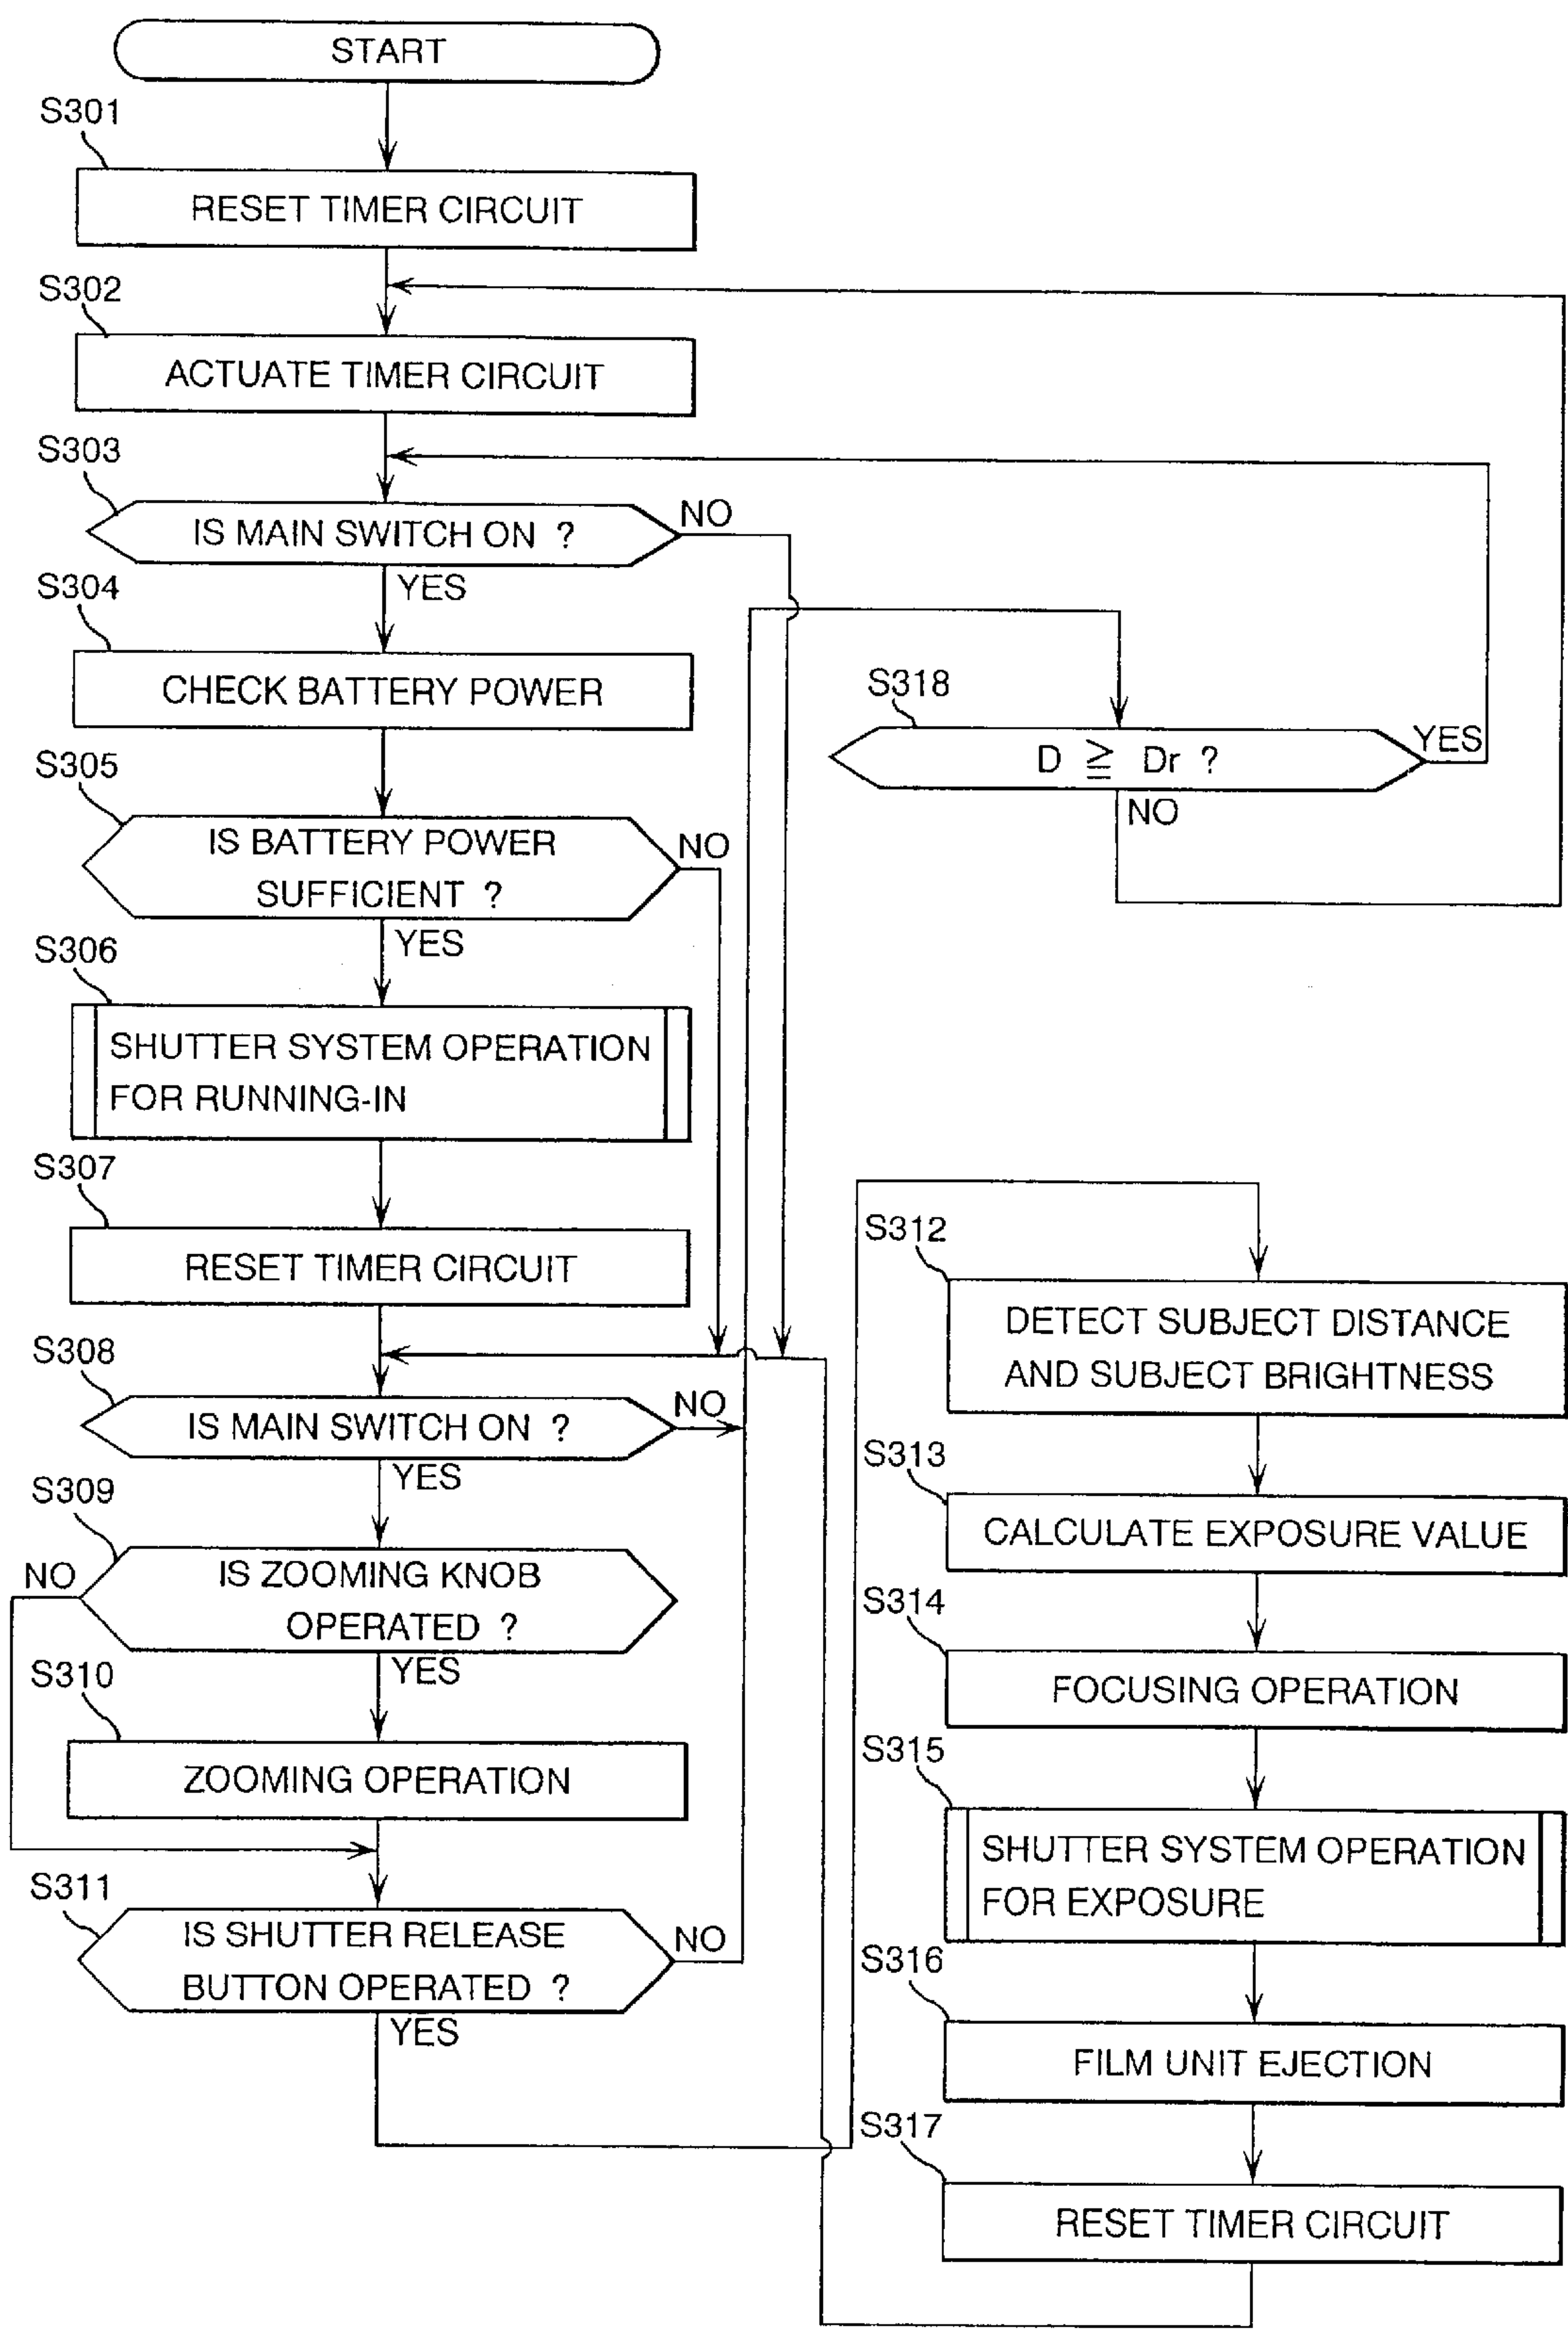 START
S301
RESET TIMER CIRCUIT
S302
ACTUATE TIMER CIRCUIT
S303
IS MAIN SWITCH ON ?
NO
YES
S304
CHECK BATTERY POWER
S305
IS BATTERY POWER
SUFFICIENT ?
NO
YES
S306
SHUTTER SYSTEM OPERATION
FOR RUNNING-IN
S307
RESET TIMER CIRCUIT
S308
IS MAIN SWITCH ON ?
NO
YES
S309
IS ZOOMING KNOB
OPERATED ?
NO
YES
S310
ZOOMING OPERATION
S311
IS SHUTTER RELEASE
BUTTON OPERATED ?
NO
YES
S318
D ≧ Dr ?
YES
NO
S312
DETECT SUBJECT DISTANCE
AND SUBJECT BRIGHTNESS
S313
CALCULATE EXPOSURE VALUE
S314
FOCUSING OPERATION
S315
SHUTTER SYSTEM OPERATION
FOR EXPOSURE
S316
FILM UNIT EJECTION
S317
RESET TIMER CIRCUIT